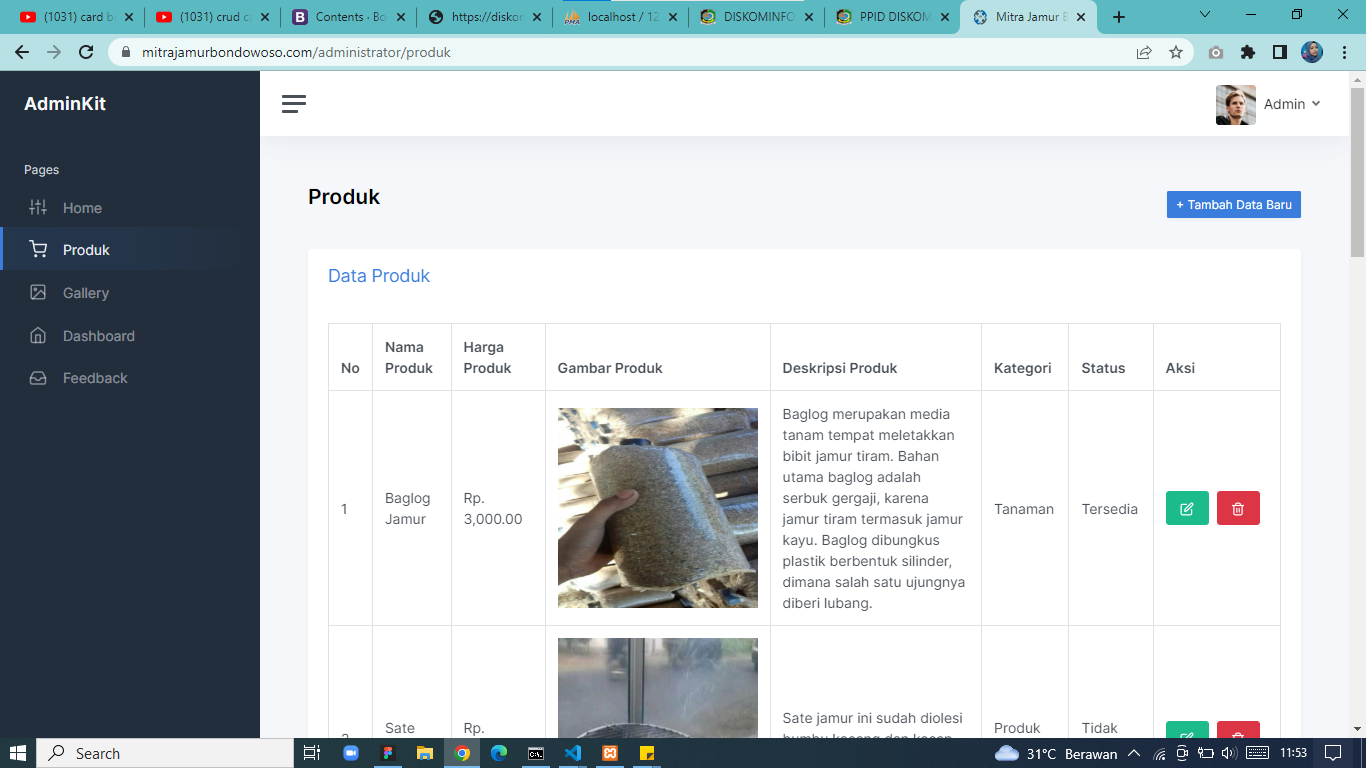 (1031) card b
(1031) crud c
Contents · Bo
https://diskon
localhost / 12
DISKOMINFO
PPID DISKOM
Mitra Jamur B
mitrajamurbondowoso.com/administrator/produk
AdminKit
Admin
Pages
Home
Produk
Gallery
Dashboard
Feedback
Produk
+ Tambah Data Baru
Data Produk
No
Nama
Produk
Harga
Produk
Gambar Produk
Deskripsi Produk
Kategori
Status
Aksi
1
Baglog
Jamur
Rp.
3,000.00
Baglog merupakan media
tanam tempat meletakkan
bibit jamur tiram. Bahan
utama baglog adalah
serbuk gergaji, karena
jamur tiram termasuk jamur
kayu. Baglog dibungkus
plastik berbentuk silinder,
dimana salah satu ujungnya
diberi lubang.
Tanaman
Tersedia
Sate
Rp.
Sate jamur ini sudah diolesi
Produk
Tidak
Search
31°C Berawan
11:53